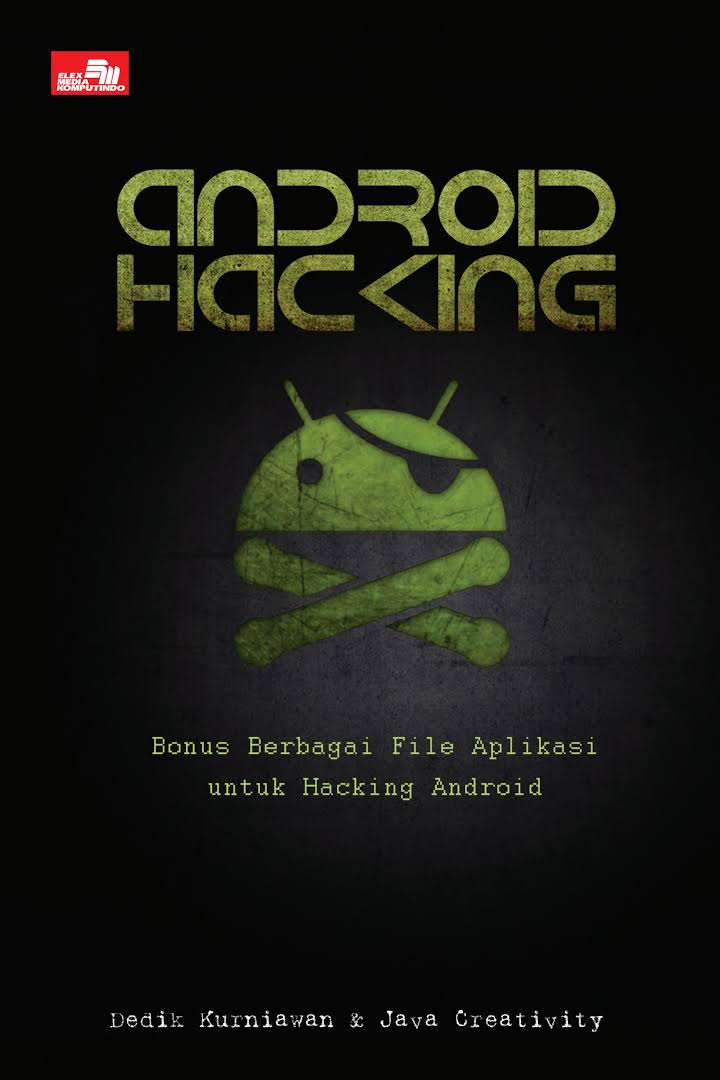 ELEX
MEDIA
KOMPUTINDO
ANDROID
HACKING
Bonus Berbagai File Aplikasi
untuk Hacking Android
Dedik Kurniawan & Java Creativity